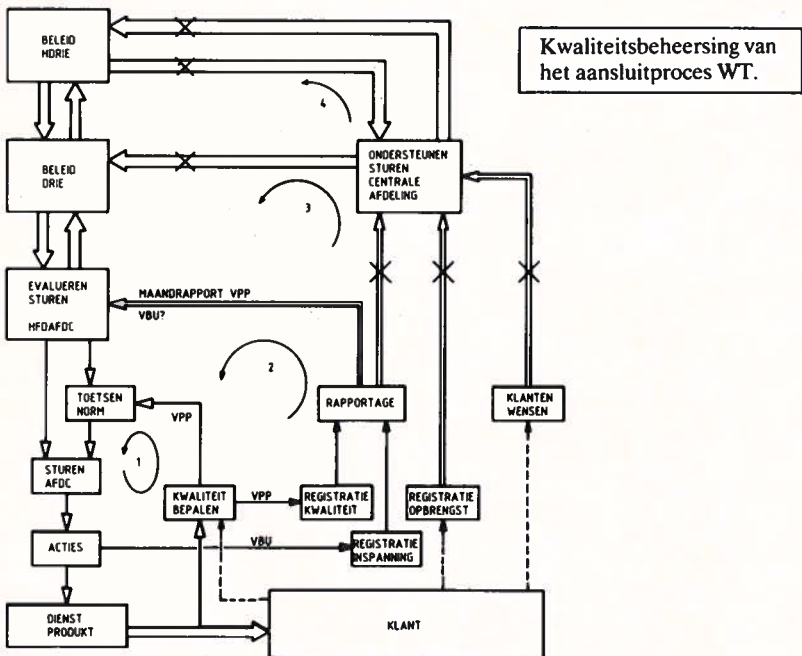 Kwaliteitsbeheersing van
het aansluitproces WT.
BELEID
HDRIE
4
BELEID
DRIE
ONDERSTEUNEN
STUREN
CENTRALE
AFDELING
3
EVALUEREN
STUREN
HFDAFDC
MAANDRAPPORT VPP
VBU?
2
TOETSEN
NORM
VPP
RAPPORTAGE
KLANTEN
WENSEN
1
STUREN
AFDC
KWALITEIT
BEPALEN
VPP
REGISTRATIE
KWALITEIT
REGISTRATIE
OPBRENGST
ACTIES
VBU
REGISTRATIE
INSPANNING
DIENST
PRODUKT
KLANT